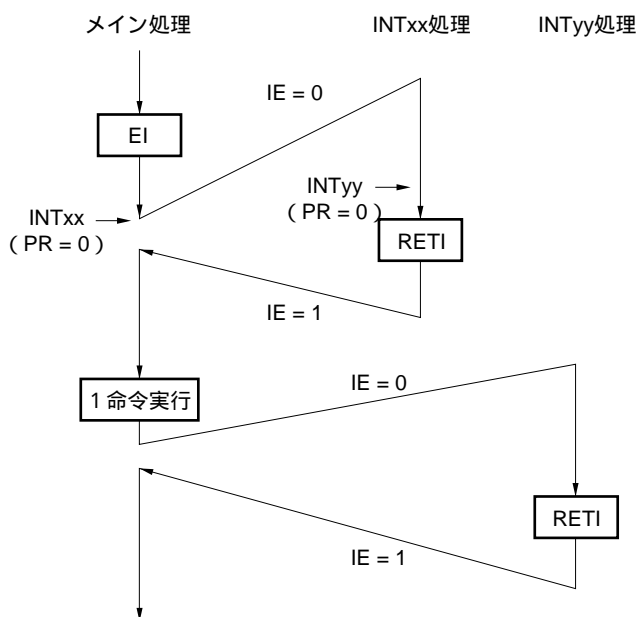 メイン処理
INTxx処理
INTyy処理
IE = 0
EI
INTyy
( PR = 0 )
INTxx
( PR = 0 )
RETI
IE = 1
IE = 0
1 命令実行
RETI
IE = 1